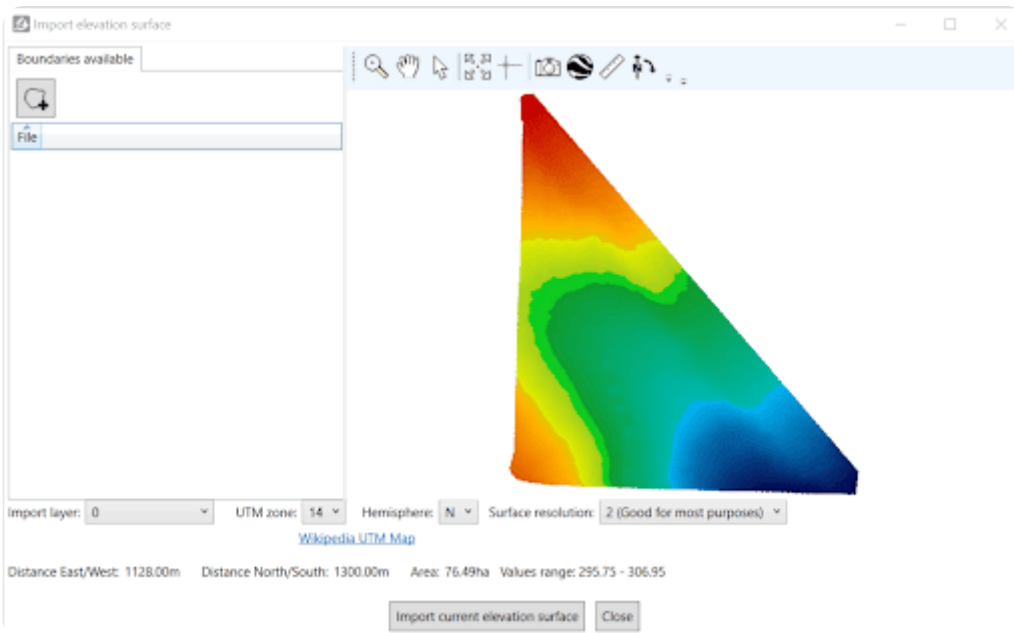 Import elevation surface
Boundaries available
File
Import layer: 0 UTM zone: 14 Hemisphere: N Surface resolution: 2 (Good for most purposes)
Wikipedia UTM Map
Distance East/West: 1128.00m Distance North/South: 1300.00m Area: 76.49ha Values range: 295.75 - 306.95
Import current elevation surface Close